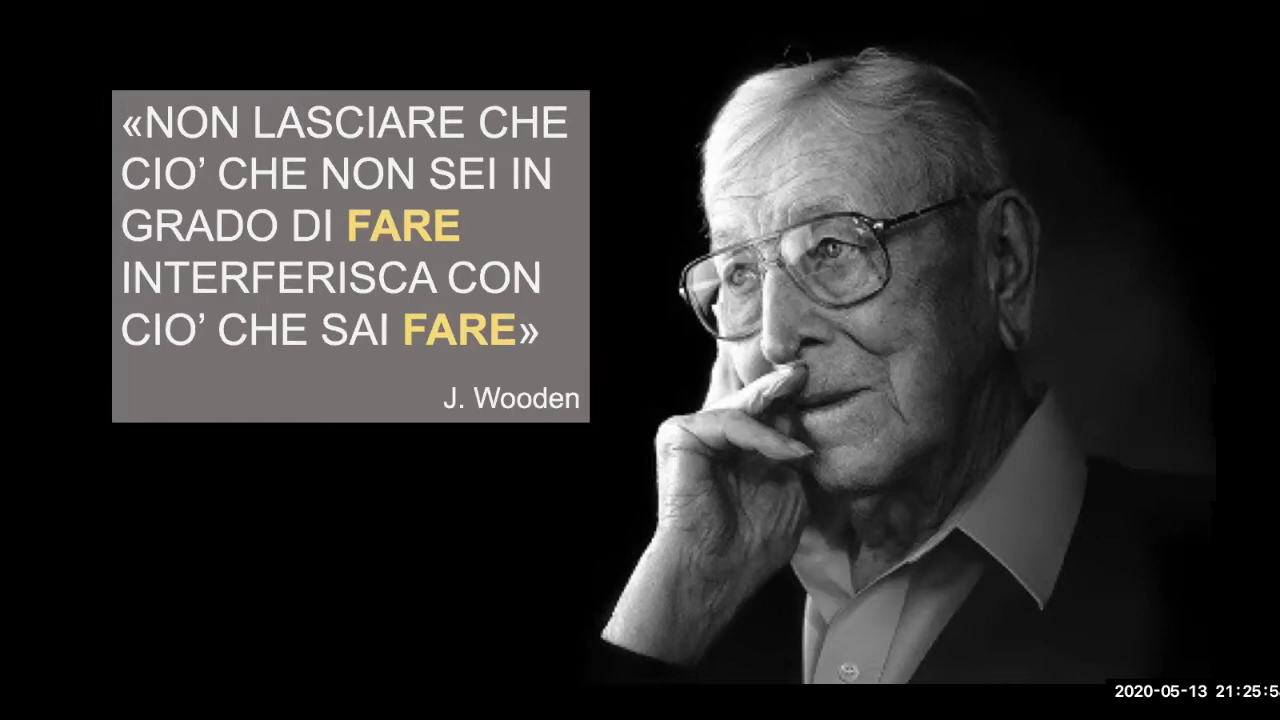 «NON LASCIARE CHE
CIO’ CHE NON SEI IN
GRADO DI FARE
INTERFERISCA CON
CIO’ CHE SAI FARE»
J. Wooden
2020-05-13 21:25:5